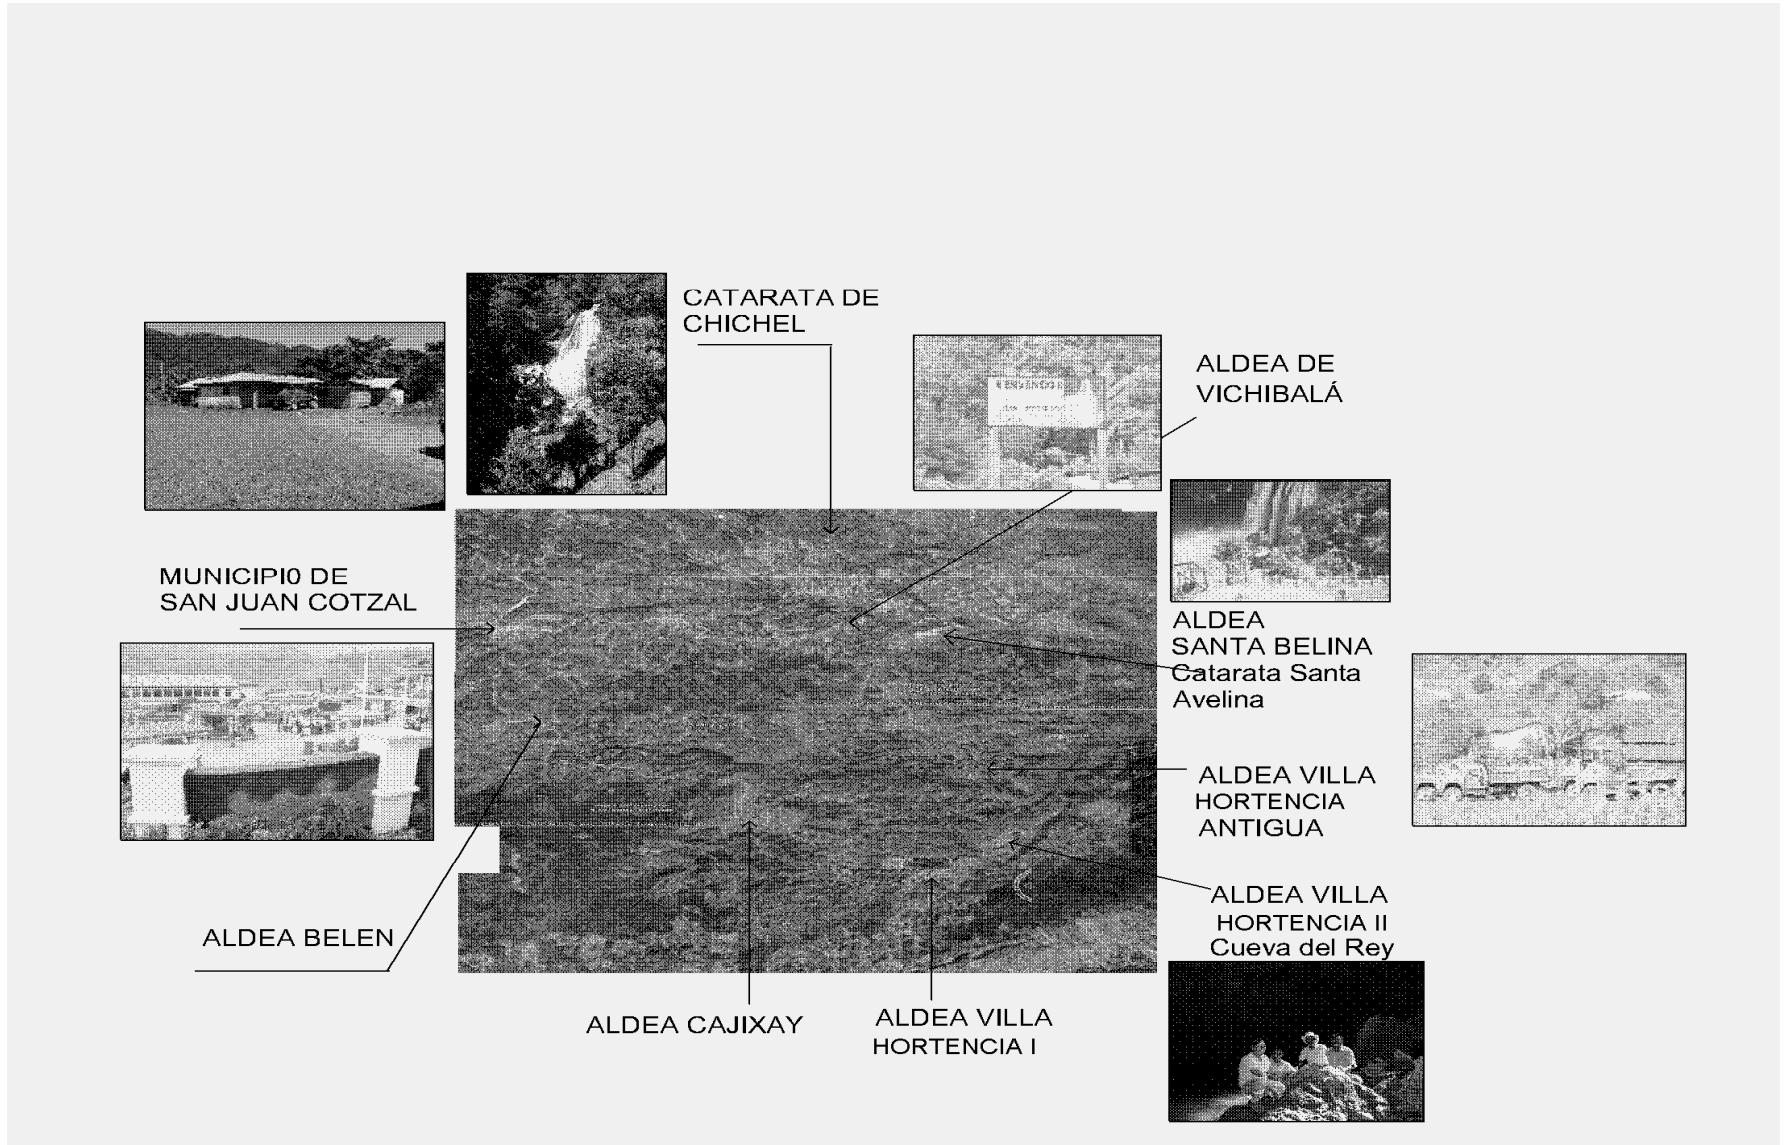 CATARATA DE
CHICHEL
ALDEA DE
VICHIBALÁ
MUNICIPI0 DE
SAN JUAN COTZAL
ALDEA
SANTA BELINA
Catarata Santa
Avelina
ALDEA VILLA
HORTENCIA
ANTIGUA
ALDEA VILLA
HORTENCIA II
Cueva del Rey
ALDEA BELEN
ALDEA CAJIXAY
ALDEA VILLA
HORTENCIA I